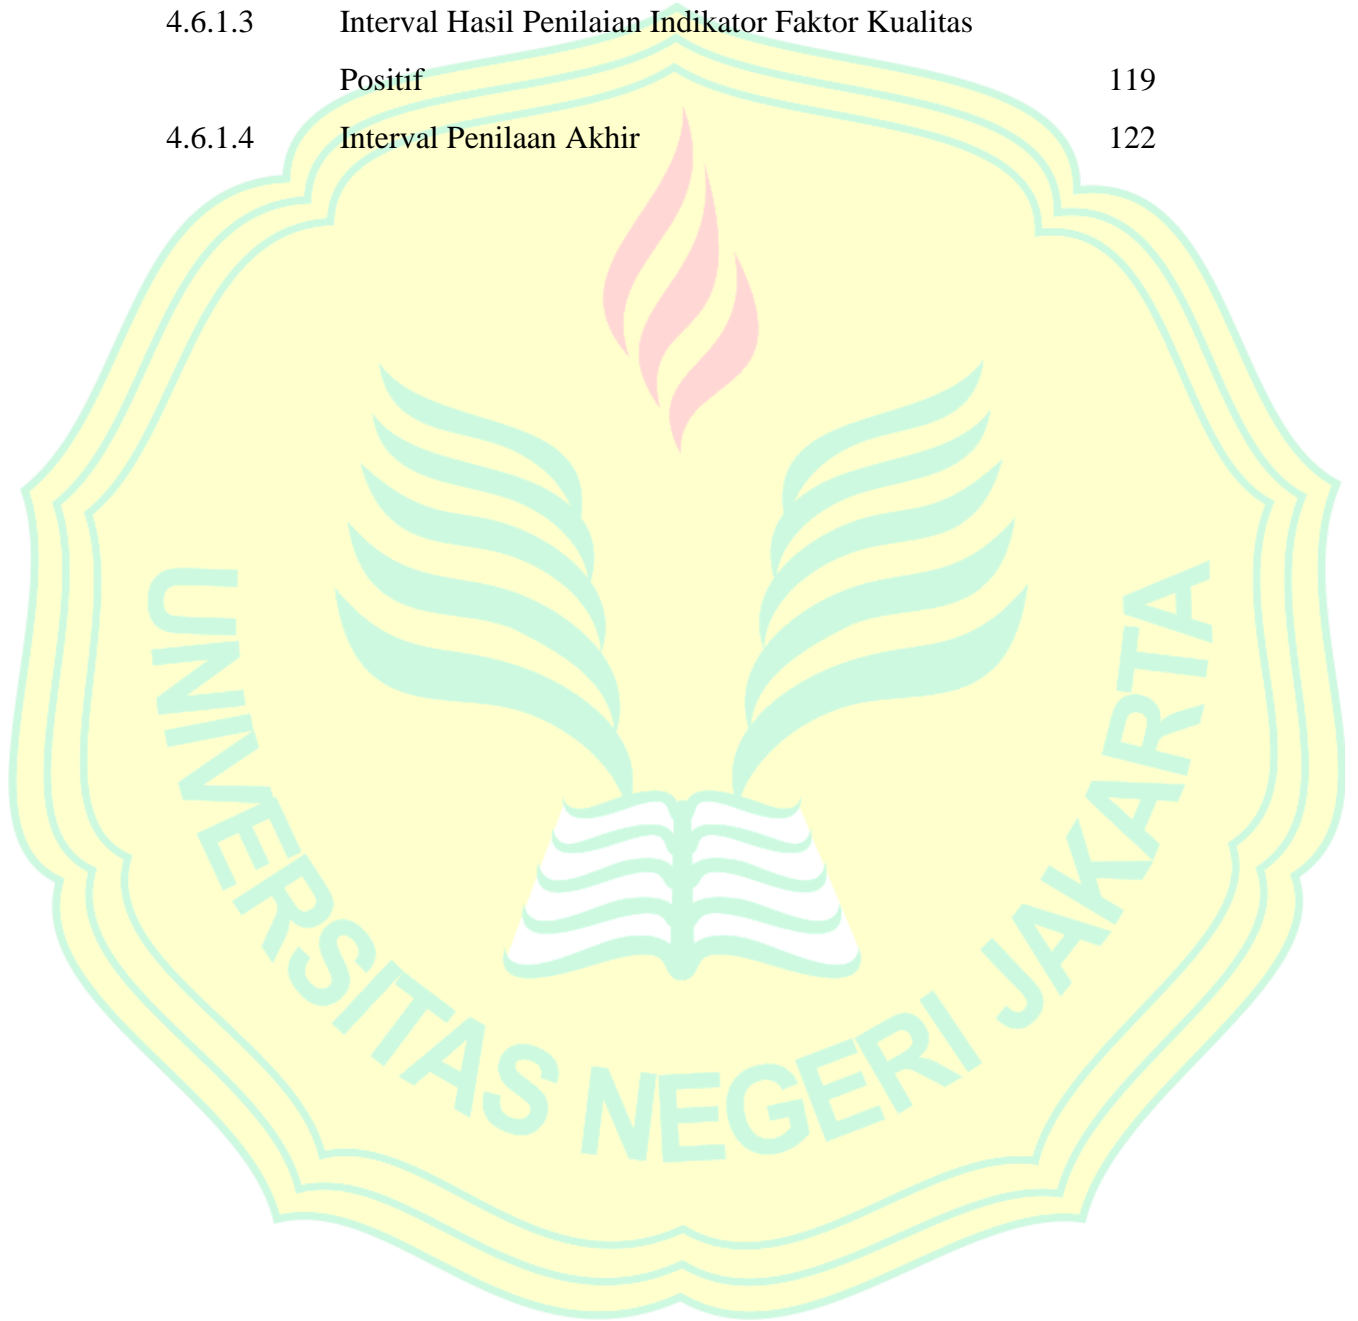 4.6.1.3 Interval Hasil Penilaian Indikator Faktor Kualitas
Positif 119
4.6.1.4 Interval Penilaan Akhir 122
UNIVERSITAS NEGERI JAKARTA